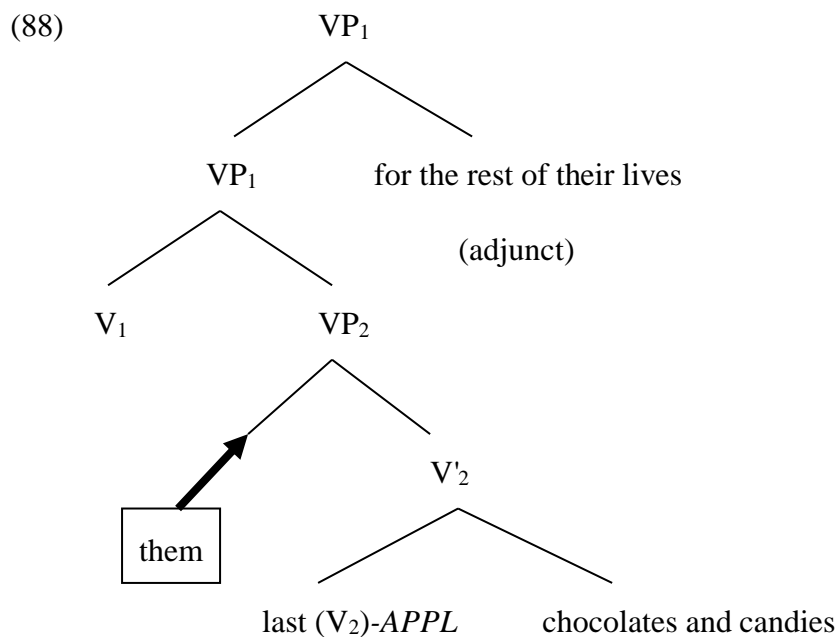 (88) VP₁
VP₁ for the rest of their lives
(adjunct)
V₁ VP₂
V'₂
them
last (V₂)-APPL chocolates and candies